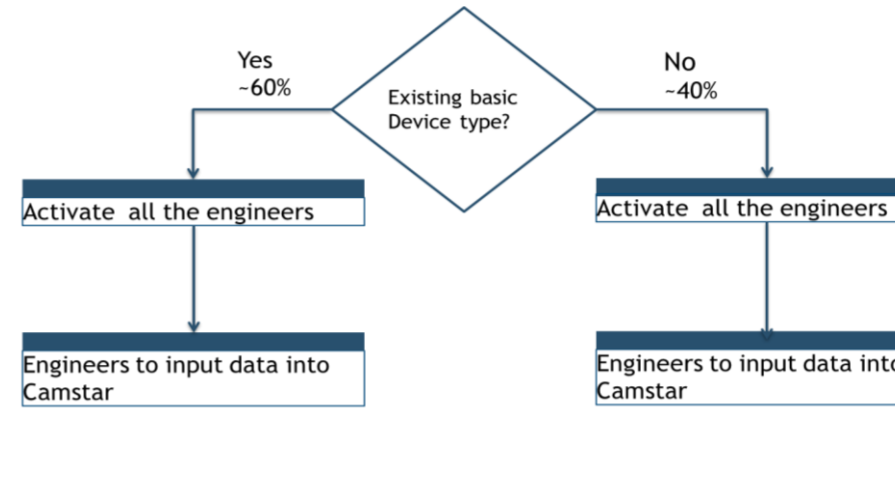 Yes
~60%
No
~40%
Existing basic
Device type?
Activate  all the engineers
Activate  all the engineers
Engineers to input data into
Camstar
Engineers to input data into
Camstar